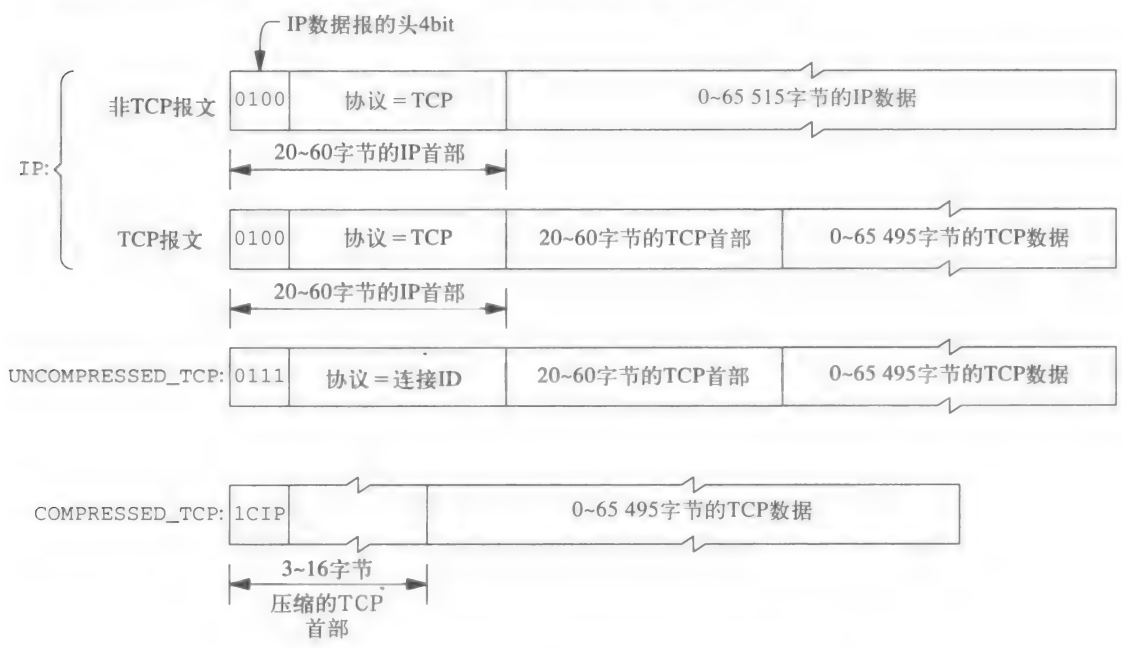 IP数据报的头4bit
非TCP报文
0100
协议 = TCP
0~65 515字节的IP数据
20~60字节的IP首部
IP:
TCP报文
0100
协议 = TCP
20~60字节的TCP首部
0~65 495字节的TCP数据
20~60字节的IP首部
UNCOMPRESSED_TCP:
0111
协议 = 连接ID
20~60字节的TCP首部
0~65 495字节的TCP数据
COMPRESSED_TCP:
1CIP
0~65 495字节的TCP数据
3~16字节
压缩的TCP
首部